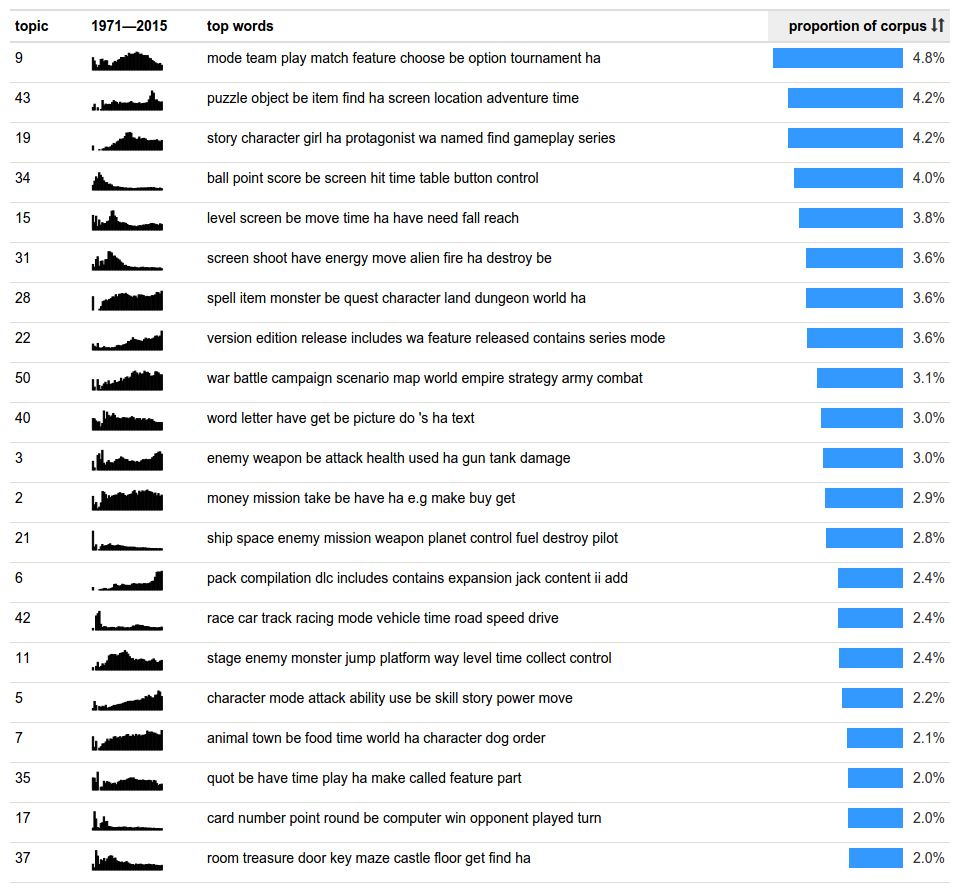 topic 1971—2015 top words proportion of corpus
9 mode team play match feature choose be option tournament ha 4.8%
43 puzzle object be item find ha screen location adventure time 4.2%
19 story character girl ha protagonist wa named find gameplay series 4.2%
34 ball point score be screen hit time table button control 4.0%
15 level screen be move time ha have need fall reach 3.8%
31 screen shoot have energy move alien fire ha destroy be 3.6%
28 spell item monster be quest character land dungeon world ha 3.6%
22 version edition release includes wa feature released contains series mode 3.6%
50 war battle campaign scenario map world empire strategy army combat 3.1%
40 word letter have get be picture do 's ha text 3.0%
3 enemy weapon be attack health used ha gun tank damage 3.0%
2 money mission take be have ha e.g make buy get 2.9%
21 ship space enemy mission weapon planet control fuel destroy pilot 2.8%
6 pack compilation dlc includes contains expansion jack content ii add 2.4%
42 race car track racing mode vehicle time road speed drive 2.4%
11 stage enemy monster jump platform way level time collect control 2.4%
5 character mode attack ability use be skill story power move 2.2%
7 animal town be food time world ha character dog order 2.1%
35 quot be have time play ha make called feature part 2.0%
17 card number point round be computer win opponent played turn 2.0%
37 room treasure door key maze castle floor get find ha 2.0%